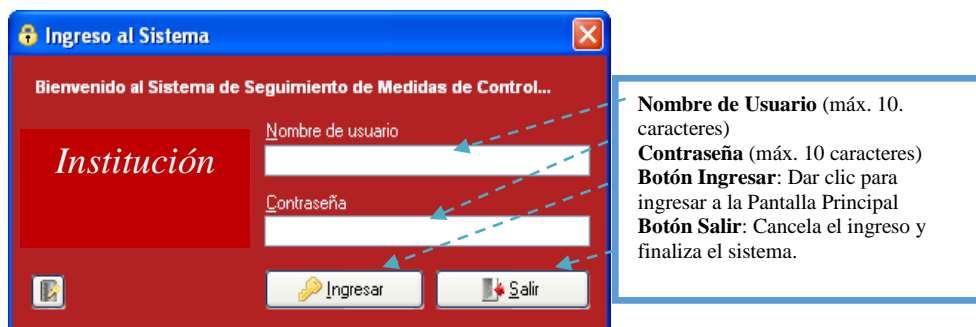 Ingreso al Sistema
Bienvenido al Sistema de Seguimiento de Medidas de Control...
Institución
Nombre de usuario
Contraseña
Ingresar
Salir
Nombre de Usuario (máx. 10.
caracteres)
Contraseña (máx. 10 caracteres)
Botón Ingresar: Dar clic para
ingresar a la Pantalla Principal
Botón Salir: Cancela el ingreso y
finaliza el sistema.